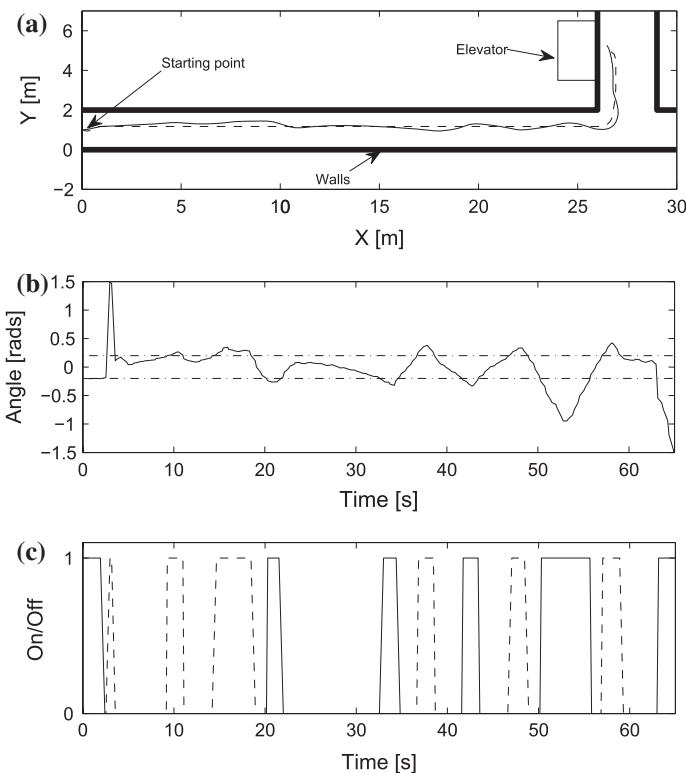 (a)
6
4
2
0
−2
Y [m]
Elevator
Starting point
Walls
0
5
10
15
20
25
30
X [m]
(b)
1.5
1
0.5
0
−0.5
−1
−1.5
Angle [rads]
0
10
20
30
40
50
60
Time [s]
(c)
1
0
On/Off
0
10
20
30
40
50
60
Time [s]